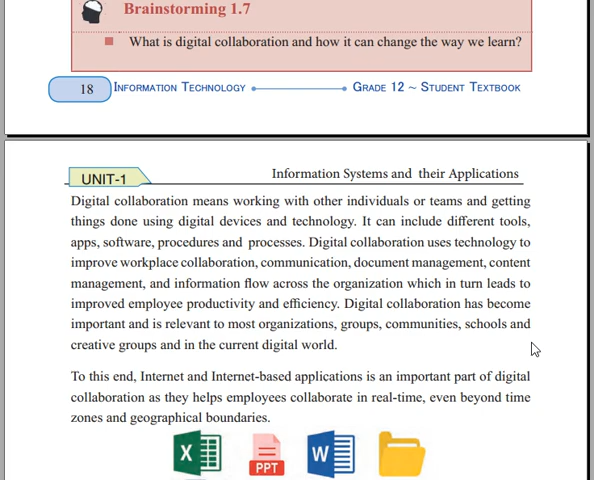 Brainstorming 1.7
■ What is digital collaboration and how it can change the way we learn?
18 INFORMATION TECHNOLOGY GRADE 12 ~ STUDENT TEXTBOOK
UNIT-1 Information Systems and their Applications
Digital collaboration means working with other individuals or teams and getting
things done using digital devices and technology. It can include different tools,
apps, software, procedures and processes. Digital collaboration uses technology to
improve workplace collaboration, communication, document management, content
management, and information flow across the organization which in turn leads to
improved employee productivity and efficiency. Digital collaboration has become
important and is relevant to most organizations, groups, communities, schools and
creative groups and in the current digital world.
To this end, Internet and Internet-based applications is an important part of digital
collaboration as they helps employees collaborate in real-time, even beyond time
zones and geographical boundaries.
X PPT W